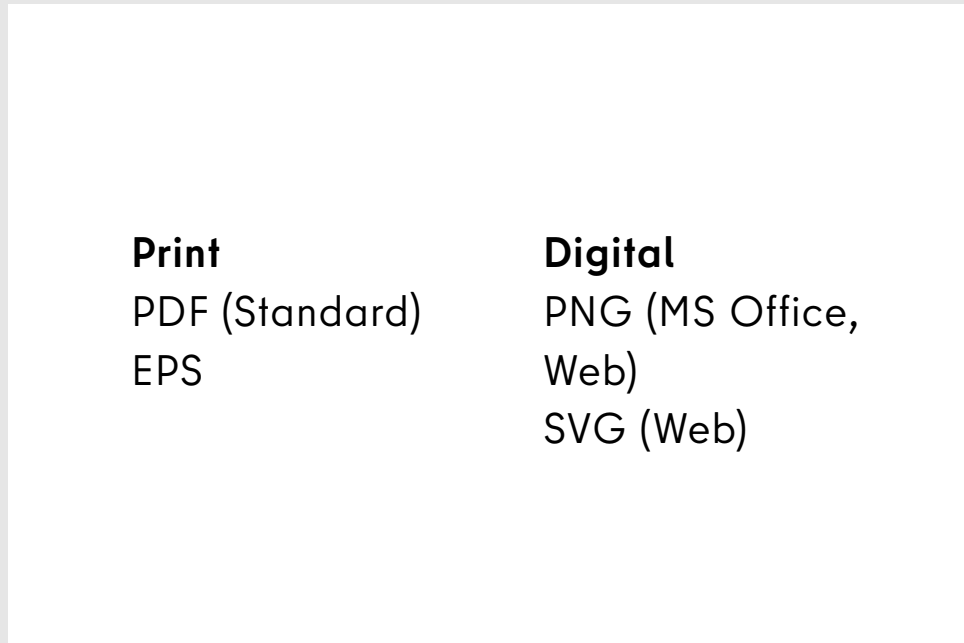 Print
PDF (Standard)
EPS
Digital
PNG (MS Office,
Web)
SVG (Web)